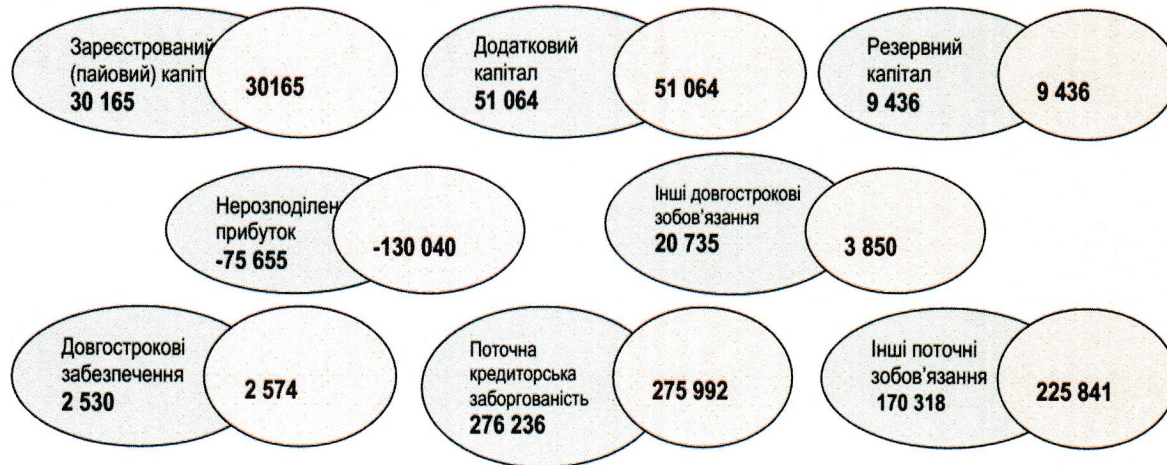 Зареєстрований
(пайовий) капіт
30 165
30165
Додатковий
капітал
51 064
51 064
Резервний
капітал
9 436
9 436
Нерозподілен
прибуток
-75 655
-130 040
Інші довгострокові
зобов'язання
20 735
3 850
Довгострокові
забезпечення
2 530
2 574
Поточна
кредиторська
заборгованість
276 236
275 992
Інші поточні
зобов'язання
170 318
225 841